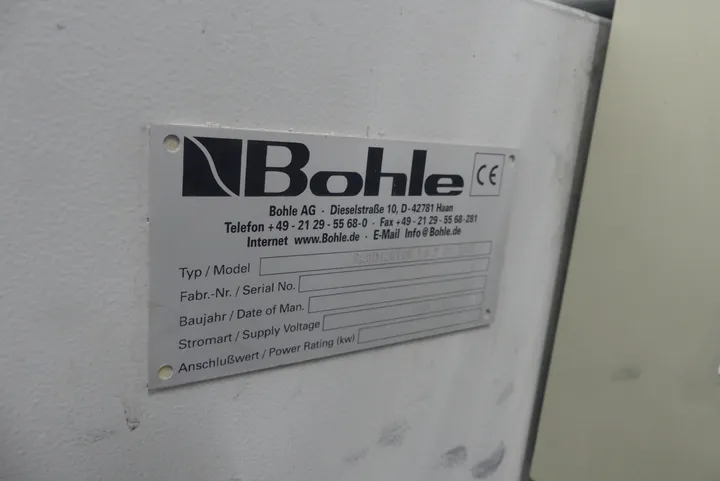 Bohle CE
Bohle AG · Dieselstraße 10, D-42781 Haan
Telefon +49 - 21 29 - 55 68-0 · Fax +49 - 21 29 - 55 68-281
Internet www.Bohle.de · E-Mail Info@Bohle.de
Typ / Model
Fabr.-Nr. / Serial No.
Baujahr / Date of Man.
Stromart / Supply Voltage
Anschlußwert / Power Rating (kw)